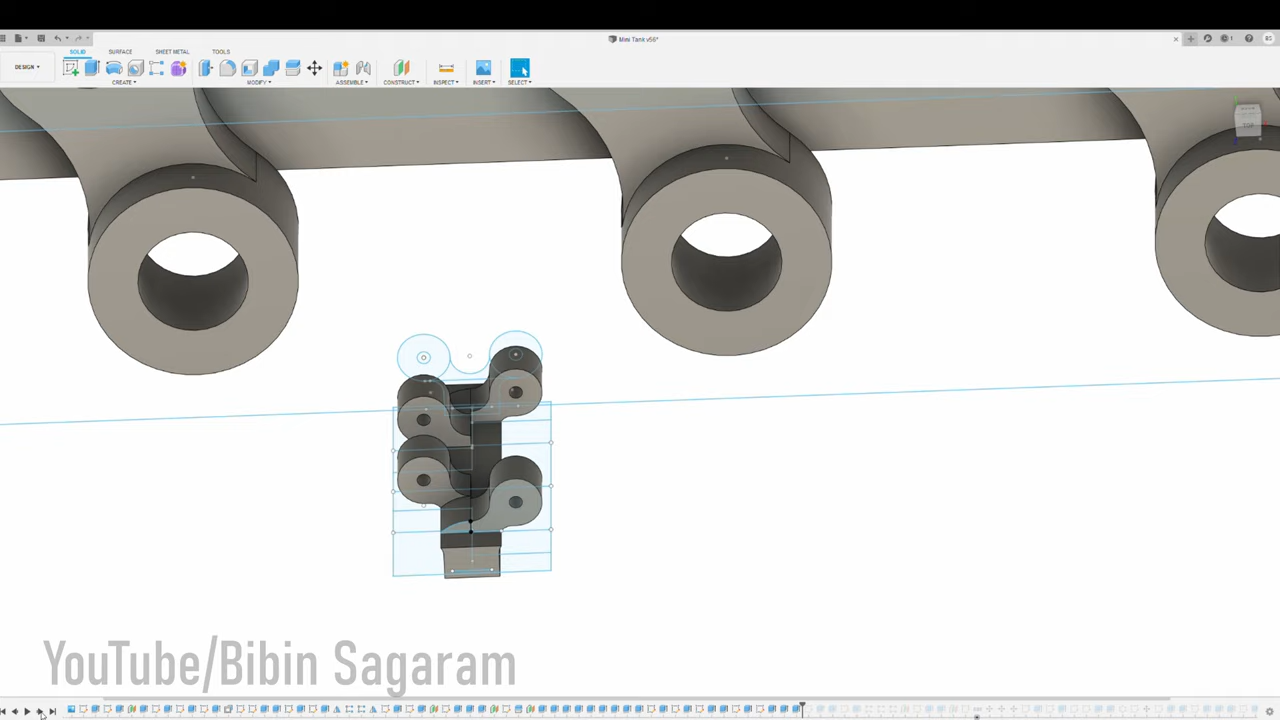 Mini Tank v56*
SOLID SURFACE SHEET METAL TOOLS
DESIGN
CREATE MODIFY ASSEMBLE CONSTRUCT INSPECT INSERT SELECT
TOP
YouTube/Bibin Sagaram